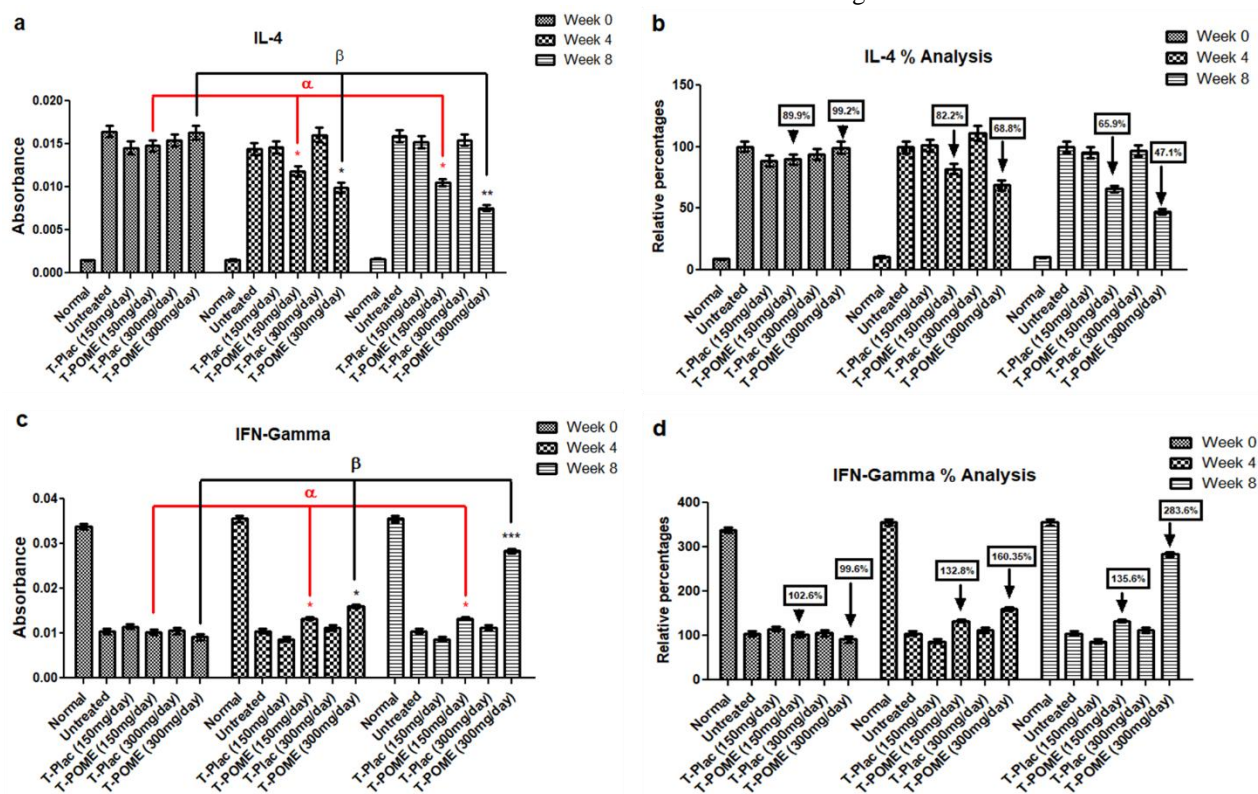 a
IL-4
Week 0
Week 4
Week 8
β
α
Absorbance
0.020
0.015
0.010
0.005
0.000
*
*
*
**
Normal
Untreated
T-Plac (150mg/day)
T-POME (150mg/day)
T-Plac (300mg/day)
T-POME (300mg/day)
Normal
Untreated
T-Plac (150mg/day)
T-POME (150mg/day)
T-Plac (300mg/day)
T-POME (300mg/day)
Normal
Untreated
T-Plac (150mg/day)
T-POME (150mg/day)
T-Plac (300mg/day)
T-POME (300mg/day)
b
IL-4 % Analysis
Week 0
Week 4
Week 8
Relative percentages
150
100
50
0
89.9%
99.2%
82.2%
68.8%
65.9%
47.1%
Normal
Untreated
T-Plac (150mg/day)
T-POME (150mg/day)
T-Plac (300mg/day)
T-POME (300mg/day)
Normal
Untreated
T-Plac (150mg/day)
T-POME (150mg/day)
T-Plac (300mg/day)
T-POME (300mg/day)
Normal
Untreated
T-Plac (150mg/day)
T-POME (150mg/day)
T-Plac (300mg/day)
T-POME (300mg/day)
c
IFN-Gamma
Week 0
Week 4
Week 8
β
α
Absorbance
0.04
0.03
0.02
0.01
0.00
*
*
*
***
Normal
Untreated
T-Plac (150mg/day)
T-POME (150mg/day)
T-Plac (300mg/day)
T-POME (300mg/day)
Normal
Untreated
T-Plac (150mg/day)
T-POME (150mg/day)
T-Plac (300mg/day)
T-POME (300mg/day)
Normal
Untreated
T-Plac (150mg/day)
T-POME (150mg/day)
T-Plac (300mg/day)
T-POME (300mg/day)
d
IFN-Gamma % Analysis
Week 0
Week 4
Week 8
Relative percentages
400
300
200
100
0
102.6%
99.6%
132.8%
160.35%
135.6%
283.6%
Normal
Untreated
T-Plac (150mg/day)
T-POME (150mg/day)
T-Plac (300mg/day)
T-POME (300mg/day)
Normal
Untreated
T-Plac (150mg/day)
T-POME (150mg/day)
T-Plac (300mg/day)
T-POME (300mg/day)
Normal
Untreated
T-Plac (150mg/day)
T-POME (150mg/day)
T-Plac (300mg/day)
T-POME (300mg/day)